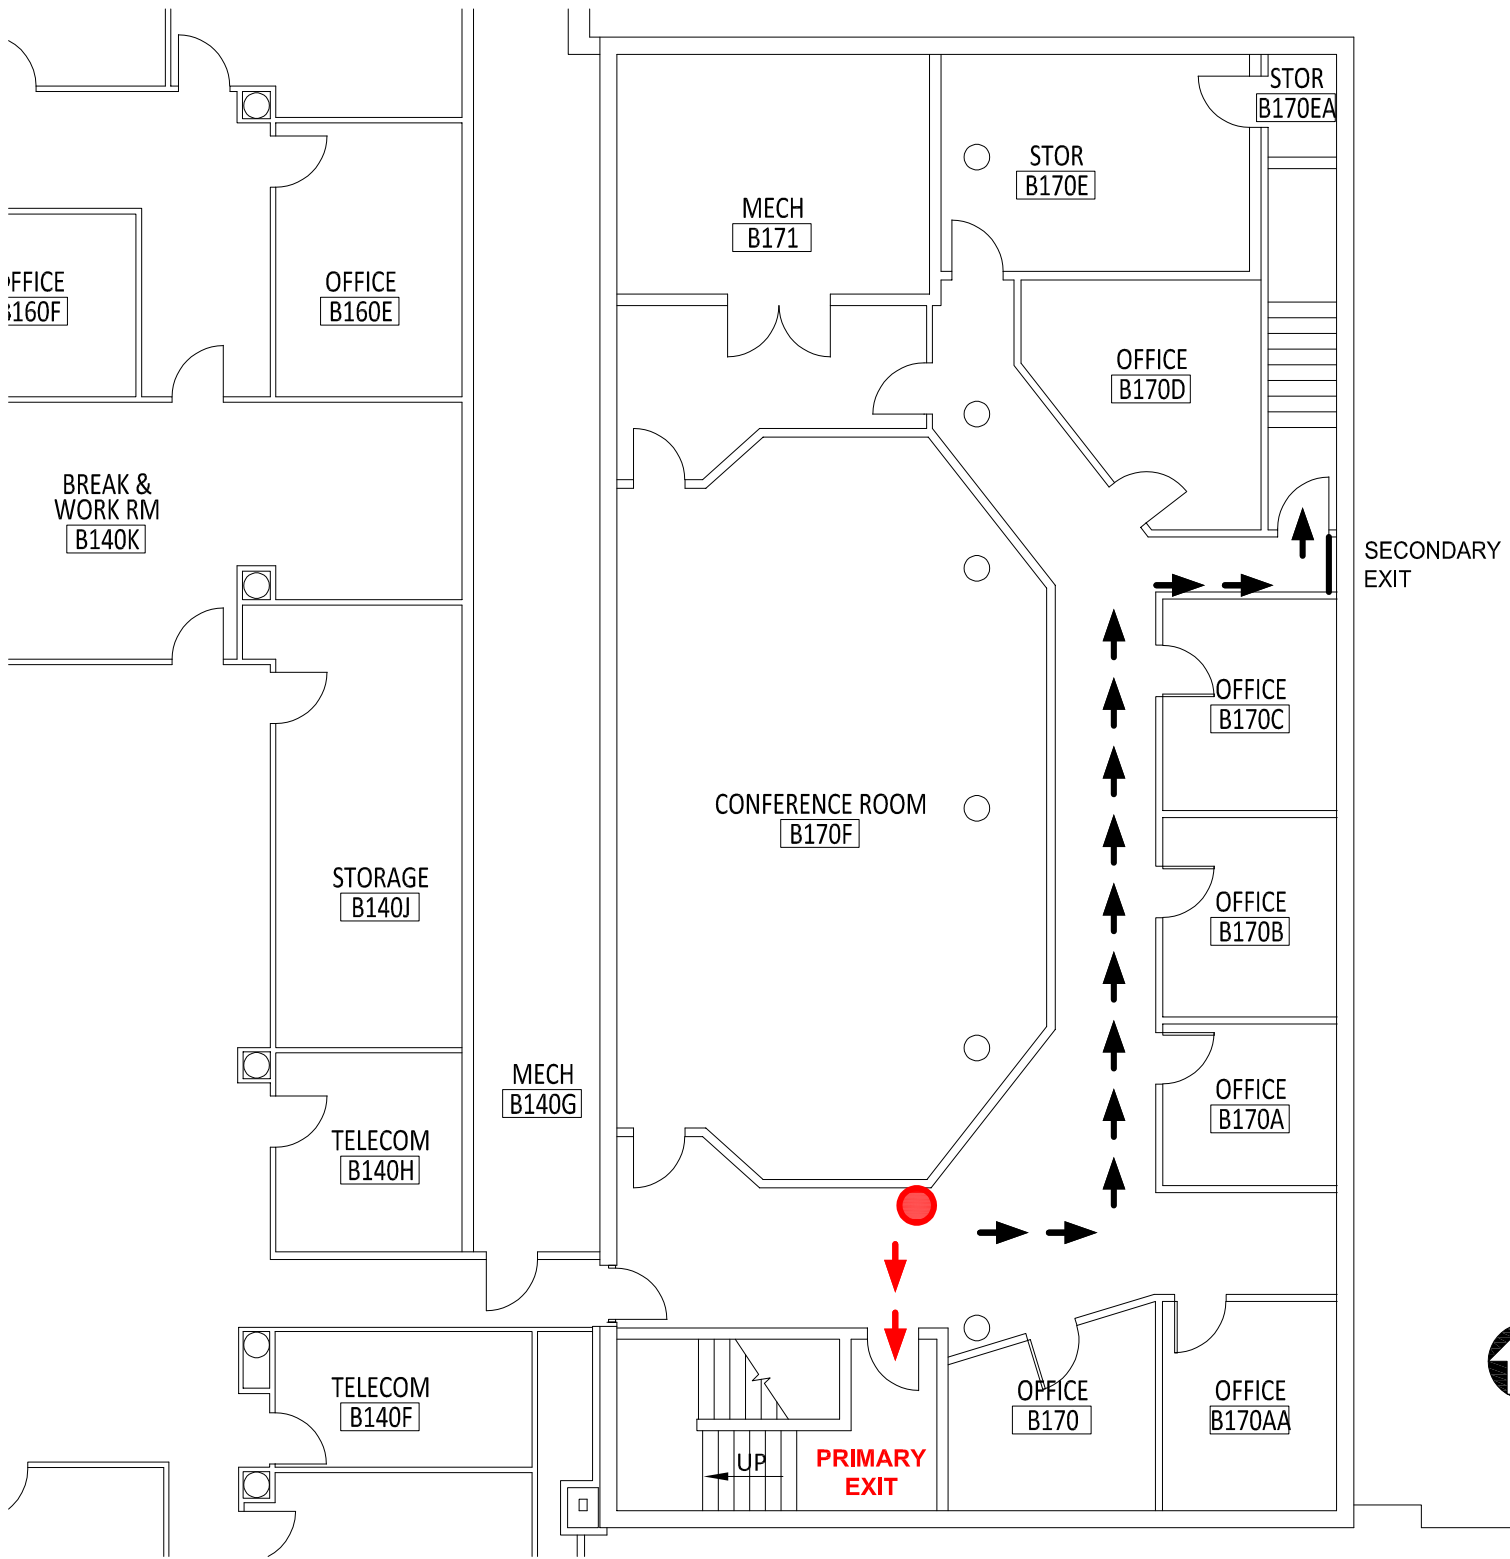 STOR
B170EA
STOR
B170E
MECH
B171
OFFICE
B160E
OFFICE
B170D
BREAK &
WORK RM
B140K
SECONDARY
EXIT
OFFICE
B170C
CONFERENCE ROOM
B170F
STORAGE
B140J
OFFICE
B170B
MECH
B140G
OFFICE
B170A
TELECOM
B140H
TELECOM
B140F
OFFICE
B170
OFFICE
B170AA
UP
PRIMARY
EXIT